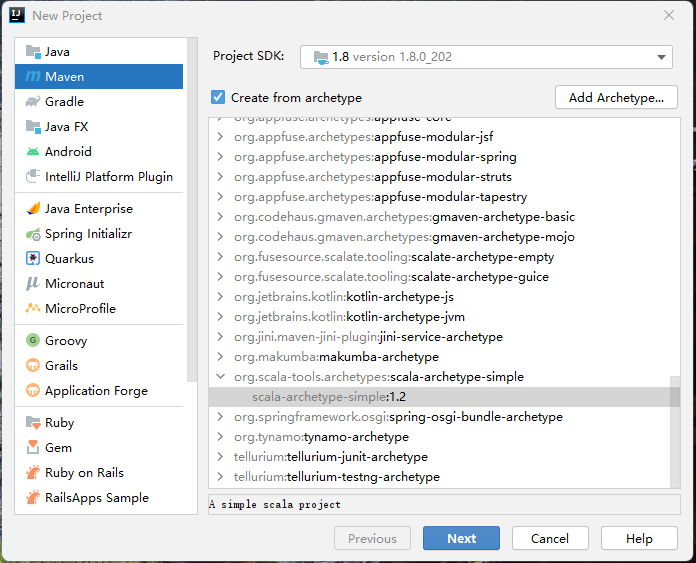 New Project
Java
Maven
Gradle
Java FX
Android
IntelliJ Platform Plugin
Java Enterprise
Spring Initializr
Quarkus
Micronaut
MicroProfile
Groovy
Grails
Application Forge
Ruby
Gem
Ruby on Rails
RailsApps Sample
Project SDK: 1.8 version 1.8.0_202
Create from archetype Add Archetype...
org.appfuse.archetypes:appfuse-core
org.appfuse.archetypes:appfuse-modular-jsf
org.appfuse.archetypes:appfuse-modular-spring
org.appfuse.archetypes:appfuse-modular-struts
org.appfuse.archetypes:appfuse-modular-tapestry
org.codehaus.gmaven.archetypes:gmaven-archetype-basic
org.codehaus.gmaven.archetypes:gmaven-archetype-mojo
org.fusesource.scalate.tooling:scalate-archetype-empty
org.fusesource.scalate.tooling:scalate-archetype-guice
org.jetbrains.kotlin:kotlin-archetype-js
org.jetbrains.kotlin:kotlin-archetype-jvm
org.jini.maven-jini-plugin:jini-service-archetype
org.makumba:makumba-archetype
org.scala-tools.archetypes:scala-archetype-simple
scala-archetype-simple:1.2
org.springframework.osgi:spring-osgi-bundle-archetype
org.tynamo:tynamo-archetype
tellurium:tellurium-junit-archetype
tellurium:tellurium-testng-archetype
A simple scala project
Previous Next Cancel Help